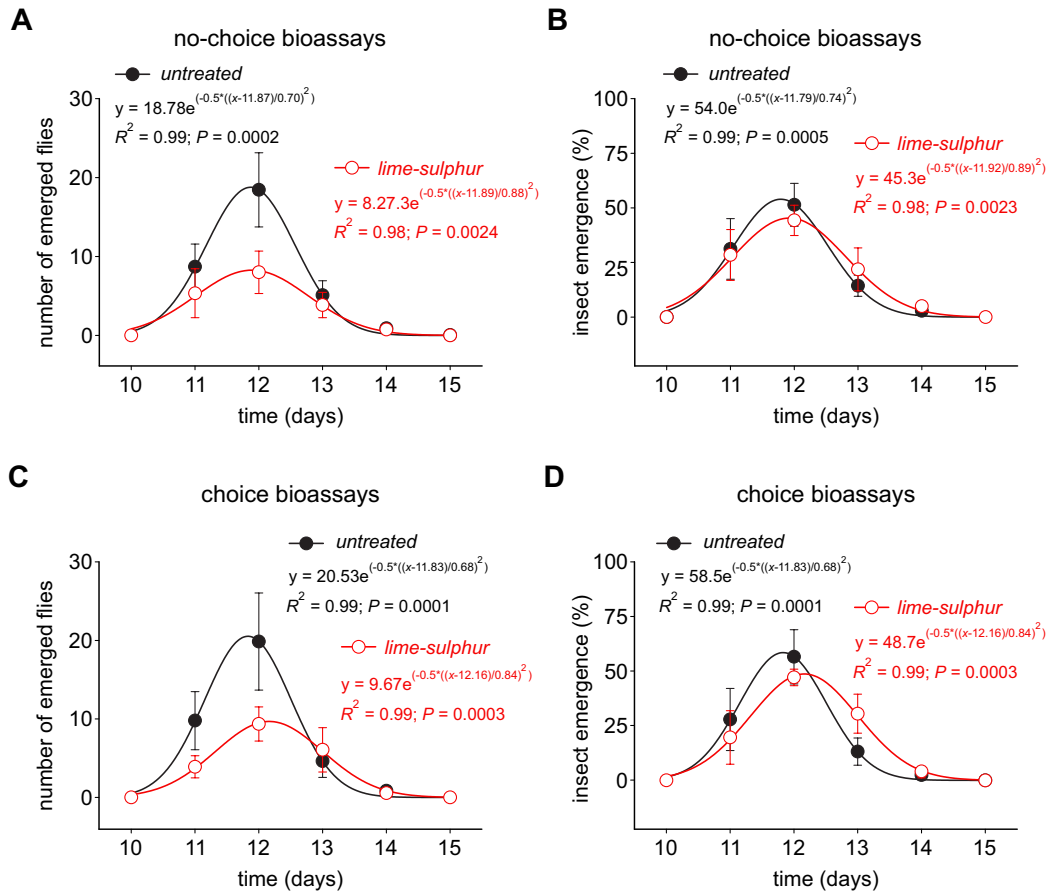 A
no-choice bioassays
untreated
y = 18.78e^(-0.5*((x-11.87)/0.70)^2)
R^2 = 0.99; P = 0.0002
lime-sulphur
y = 8.27.3e^(-0.5*((x-11.89)/0.88)^2)
R^2 = 0.98; P = 0.0024
number of emerged flies
30
20
10
0
10 11 12 13 14 15
time (days)
B
no-choice bioassays
untreated
y = 54.0e^(-0.5*((x-11.79)/0.74)^2)
R^2 = 0.99; P = 0.0005
lime-sulphur
y = 45.3e^(-0.5*((x-11.92)/0.89)^2)
R^2 = 0.98; P = 0.0023
insect emergence (%)
100
75
50
25
0
10 11 12 13 14 15
time (days)
C
choice bioassays
untreated
y = 20.53e^(-0.5*((x-11.83)/0.68)^2)
R^2 = 0.99; P = 0.0001
lime-sulphur
y = 9.67e^(-0.5*((x-12.16)/0.84)^2)
R^2 = 0.99; P = 0.0003
number of emerged flies
30
20
10
0
10 11 12 13 14 15
time (days)
D
choice bioassays
untreated
y = 58.5e^(-0.5*((x-11.83)/0.68)^2)
R^2 = 0.99; P = 0.0001
lime-sulphur
y = 48.7e^(-0.5*((x-12.16)/0.84)^2)
R^2 = 0.99; P = 0.0003
insect emergence (%)
100
75
50
25
0
10 11 12 13 14 15
time (days)